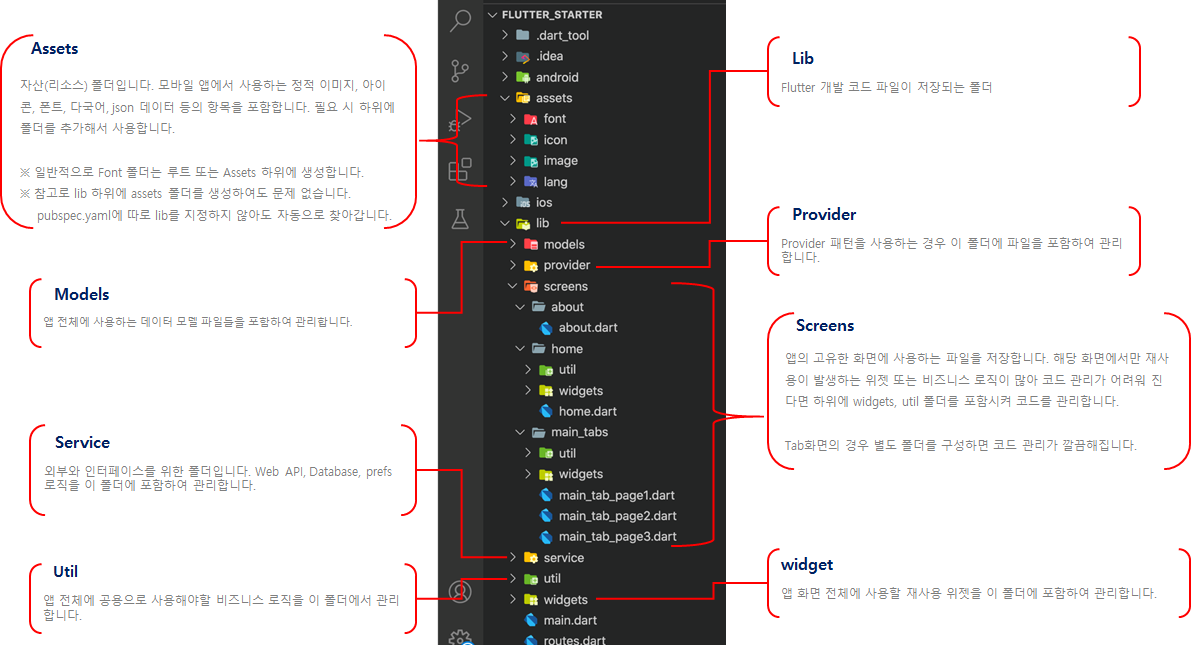 Assets
자산(리소스) 폴더입니다. 모바일 앱에서 사용하는 정적 이미지, 아이
콘, 폰트, 다국어, json 데이터 등의 항목을 포함합니다. 필요 시 하위에
폴더를 추가해서 사용합니다.
※ 일반적으로 Font 폴더는 루트 또는 Assets 하위에 생성합니다.
※ 참고로 lib 하위에 assets 폴더를 생성하여도 문제 없습니다.
pubspec.yaml에 따로 lib를 지정하지 않아도 자동으로 찾아갑니다.
Models
앱 전체에 사용하는 데이터 모델 파일들을 포함하여 관리합니다.
Service
외부와 인터페이스를 위한 폴더입니다. Web API, Database, prefs
로직을 이 폴더에 포함하여 관리합니다.
Util
앱 전체에 공용으로 사용해야할 비즈니스 로직을 이 폴더에서 관리
합니다.
FLUTTER_STARTER
.dart_tool
.idea
android
assets
font
icon
image
lang
ios
lib
models
provider
screens
about
about.dart
home
util
widgets
home.dart
main_tabs
util
widgets
main_tab_page1.dart
main_tab_page2.dart
main_tab_page3.dart
service
util
widgets
main.dart
routes.dart
Lib
Flutter 개발 코드 파일이 저장되는 폴더
Provider
Provider 패턴을 사용하는 경우 이 폴더에 파일을 포함하여 관리
합니다.
Screens
앱의 고유한 화면에 사용하는 파일을 저장합니다. 해당 화면에서만 재사
용이 발생하는 위젯 또는 비즈니스 로직이 많아 코드 관리가 어려워 진
다면 하위에 widgets, util 폴더를 포함시켜 코드를 관리합니다.
Tab화면의 경우 별도 폴더를 구성하면 코드 관리가 깔끔해집니다.
widget
앱 화면 전체에 사용할 재사용 위젯을 이 폴더에 포함하여 관리합니다.